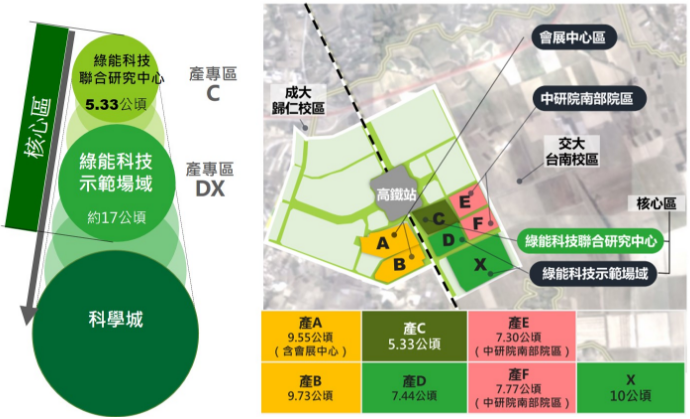 核心區
綠能科技
聯合研究中心
5.33公頃
產專區
C
綠能科技
示範場域
約17公頃
產專區
DX
科學城
會展中心區
中研院南部院區
成大
歸仁校區
交大
台南校區
高鐵站
核心區
綠能科技聯合研究中心
綠能科技示範場域
A
B
C
D
E
F
X
產A
9.55公頃
(含會展中心)
產C
5.33公頃
產E
7.30公頃
(中研院南部院區)
產B
9.73公頃
產D
7.44公頃
產F
7.77公頃
(中研院南部院區)
X
10公頃